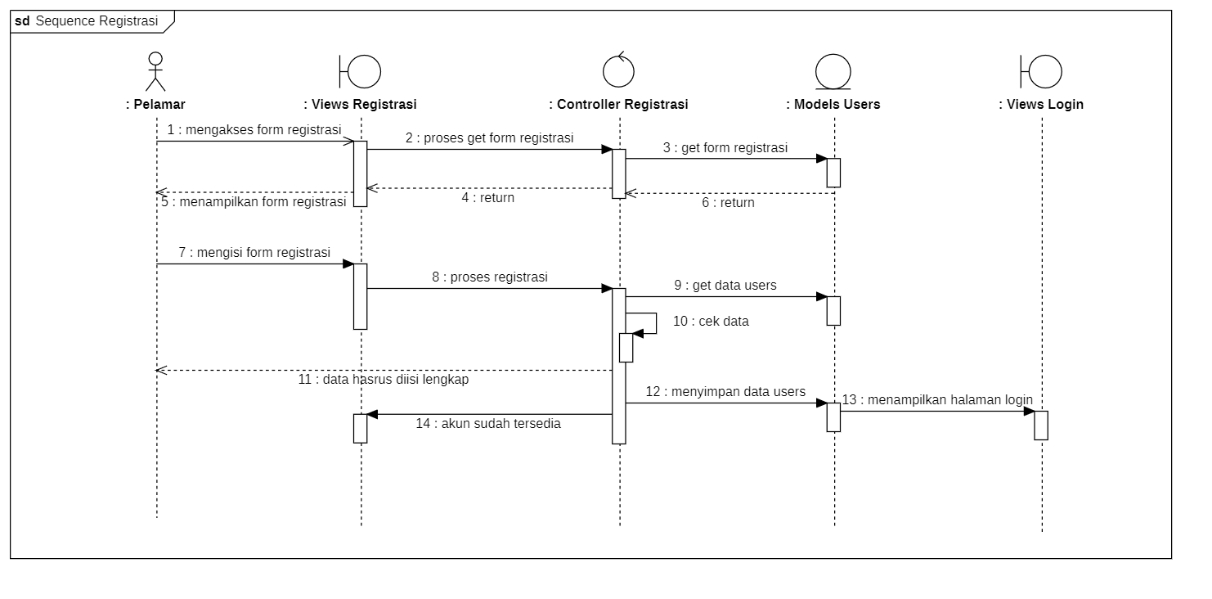 sd Sequence Registrasi
: Pelamar
: Views Registrasi
: Controller Registrasi
: Models Users
: Views Login
1 : mengakses form registrasi
2 : proses get form registrasi
3 : get form registrasi
4 : return
5 : menampilkan form registrasi
6 : return
7 : mengisi form registrasi
8 : proses registrasi
9 : get data users
10 : cek data
11 : data hasrus diisi lengkap
12 : menyimpan data users
13 : menampilkan halaman login
14 : akun sudah tersedia